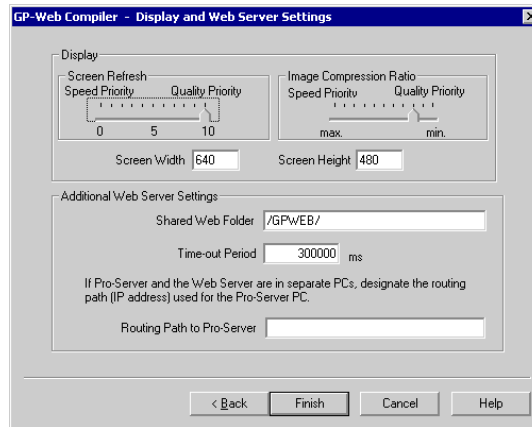 GP-Web Compiler - Display and Web Server Settings
Display
Screen Refresh
Speed Priority Quality Priority
0 5 10
Image Compression Ratio
Speed Priority Quality Priority
max. min.
Screen Width 640
Screen Height 480
Additional Web Server Settings
Shared Web Folder /GPWEB/
Time-out Period 300000 ms
If Pro-Server and the Web Server are in separate PCs, designate the routing
path (IP address) used for the Pro-Server PC.
Routing Path to Pro-Server
< Back Finish Cancel Help